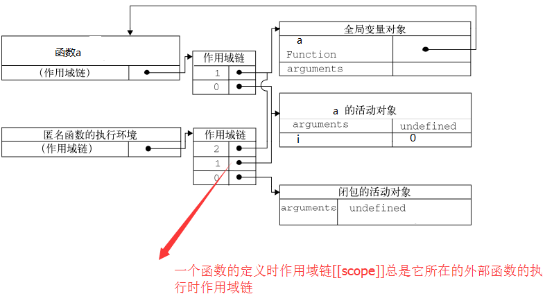 全局变量对象
函数a
a
Function
（作用域链）
作用域链
arguments
1
0
a 的活动对象
arguments undefined
i 0
匿名函数的执行环境
作用域链
（作用域链）
2
1
0
闭包的活动对象
arguments undefined
一个函数的定义时作用域链[[scope]]总是它所在的外部函数的执
行时作用域链